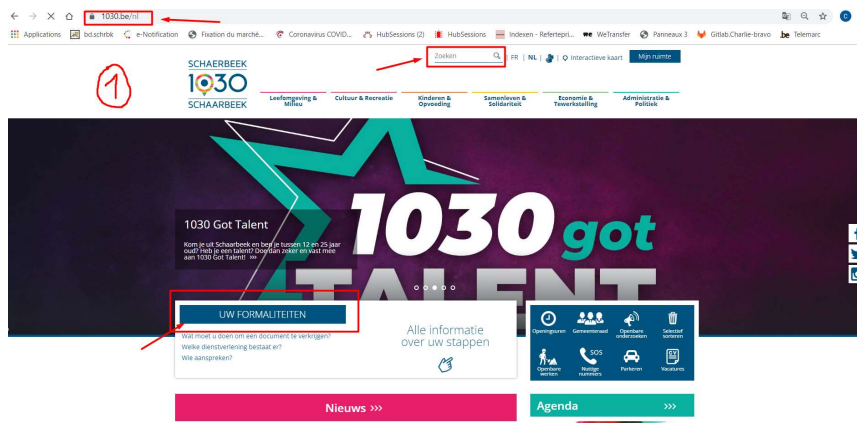 1030.be/nl
Applications bd.schrbk e-Notification Fixation du marché... Coronavirus COVID... HubSessions (2) HubSessions Indexen - Refertepri... WeTransfer Panneaux 3 Gitlab.Charlie-bravo .be Telemarc
Zoeken FR | NL | Interactieve kaart Mijn ruimte
1
SCHAERBEEK
1030
SCHAARBEEK
Leefomgeving & Milieu
Cultuur & Recreatie
Kinderen & Opvoeding
Samenleven & Solidariteit
Economie & Tewerkstelling
Administratie & Politiek
1030 got
TALENT
1030 Got Talent
Kom je uit Schaarbeek en ben je tussen 12 en 25 jaar
oud? Heb je een talent? Doe dan zeker en vast mee
aan 1030 Got Talent! »»
UW FORMALITEITEN
Wat moet u doen om een document te verkrijgen?
Welke dienstverlening bestaat er?
Wie aanspreken?
Alle informatie
over uw stappen
Openingsuren
Gemeenteraad
Openbare onderzoeken
Selectief sorteren
Openbare werken
SOS
Nuttige nummers
Parkeren
CV
Vacatures
Nieuws »»
Agenda »»